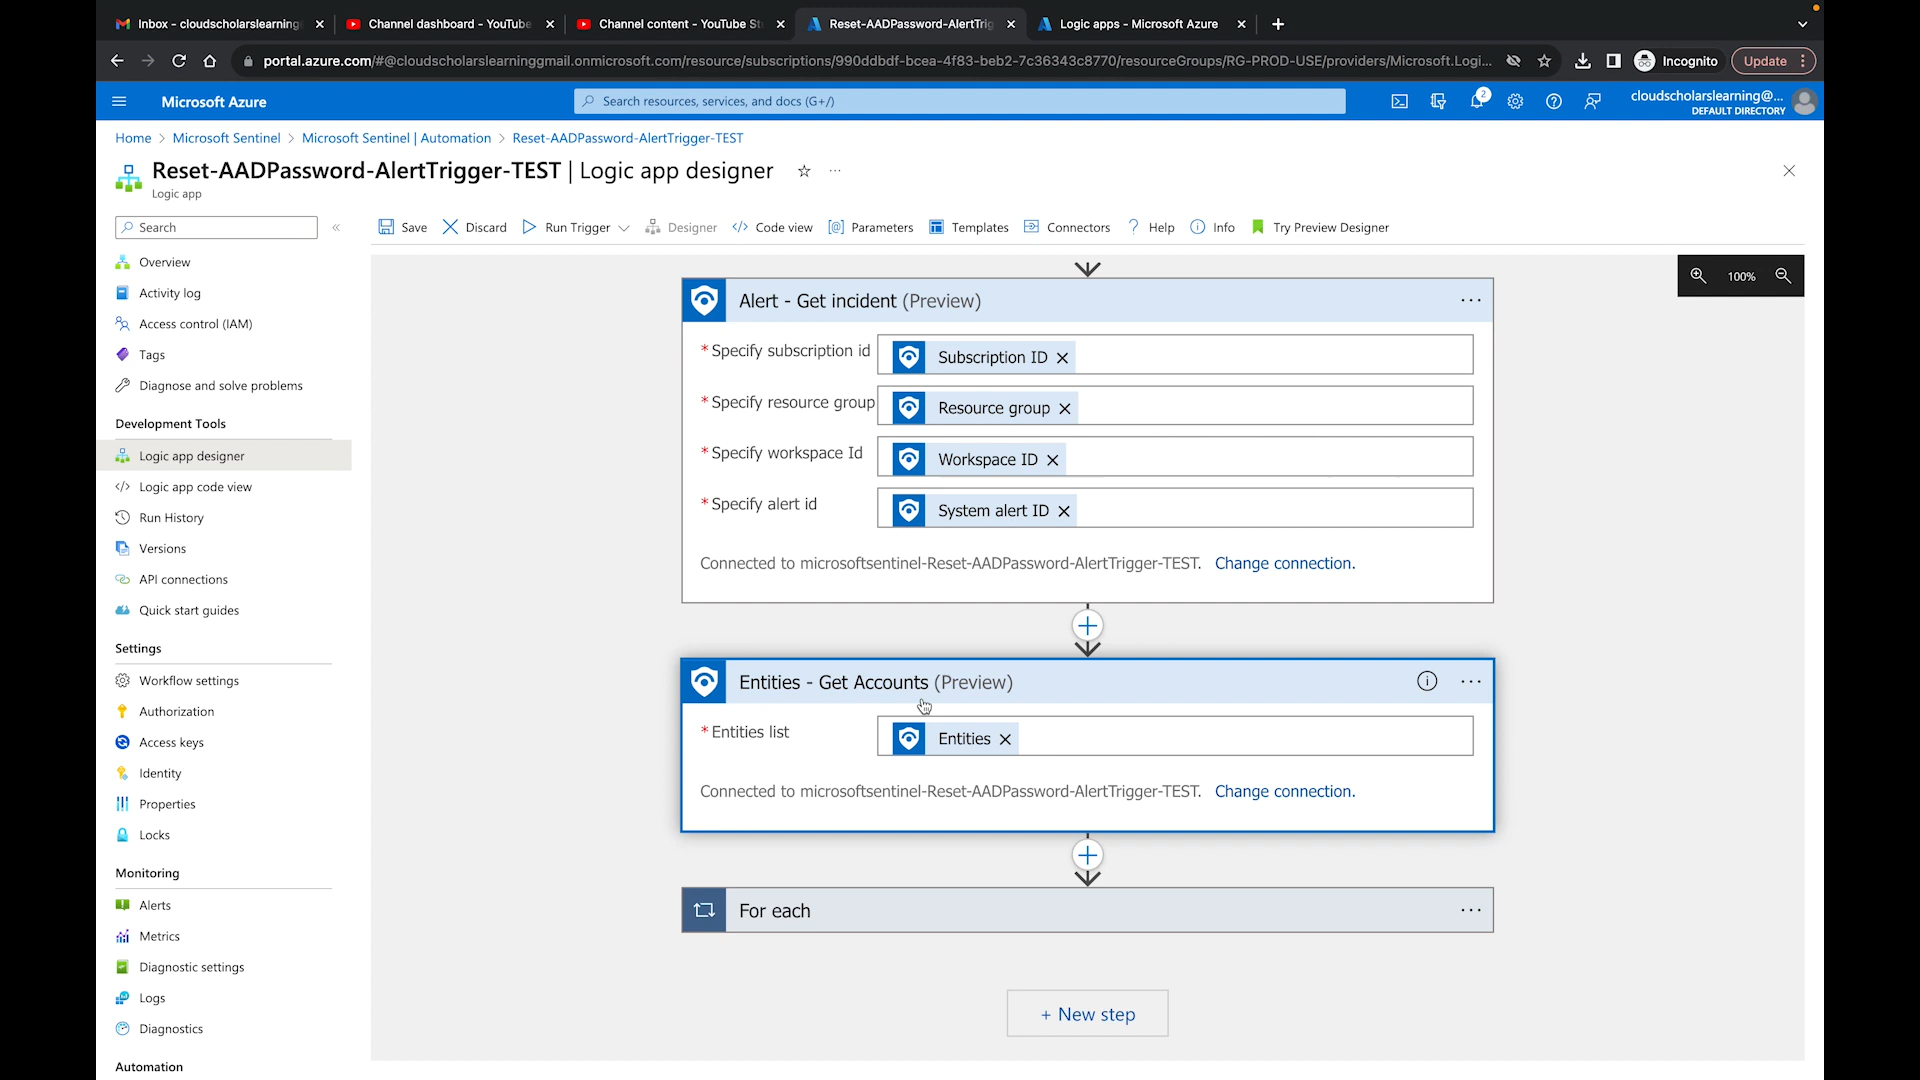 Inbox - cloudscholarslearning
Channel dashboard - YouTube
Channel content - YouTube St
Reset-AADPassword-AlertTrig
Logic apps - Microsoft Azure
portal.azure.com/#@cloudscholarslearninggmail.onmicrosoft.com/resource/subscriptions/990ddbdf-bcea-4f83-beb2-7c36343c8770/resourceGroups/RG-PROD-USE/providers/Microsoft.Logi...
Incognito
Update
Microsoft Azure
Search resources, services, and docs (G+/)
2
cloudscholarslearning@...
DEFAULT DIRECTORY
Home > Microsoft Sentinel > Microsoft Sentinel | Automation > Reset-AADPassword-AlertTrigger-TEST
Reset-AADPassword-AlertTrigger-TEST | Logic app designer
Logic app
Search
Save
Discard
Run Trigger
Designer
Code view
Parameters
Templates
Connectors
Help
Info
Try Preview Designer
Overview
Activity log
Access control (IAM)
Tags
Diagnose and solve problems
Development Tools
Logic app designer
Logic app code view
Run History
Versions
API connections
Quick start guides
Settings
Workflow settings
Authorization
Access keys
Identity
Properties
Locks
Monitoring
Alerts
Metrics
Diagnostic settings
Logs
Diagnostics
Automation
100%
Alert - Get incident (Preview)
* Specify subscription id
Subscription ID
* Specify resource group
Resource group
* Specify workspace Id
Workspace ID
* Specify alert id
System alert ID
Connected to microsoftsentinel-Reset-AADPassword-AlertTrigger-TEST. Change connection.
Entities - Get Accounts (Preview)
* Entities list
Entities
Connected to microsoftsentinel-Reset-AADPassword-AlertTrigger-TEST. Change connection.
For each
+ New step